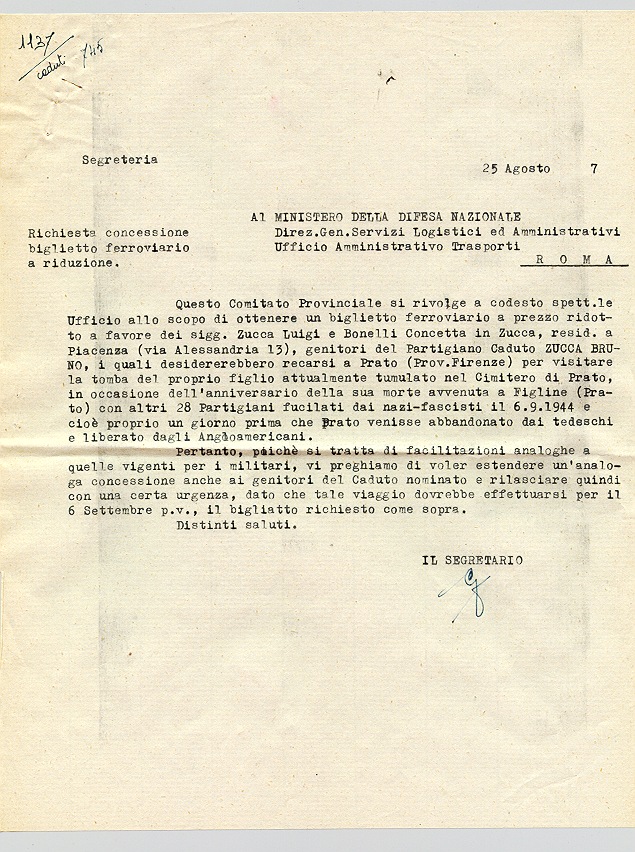 1137
caduti 745
Segreteria
25 Agosto 7
Al MINISTERO DELLA DIFESA NAZIONALE
Richiesta concessione Direz.Gen.Servizi Logistici ed Amministrativi
biglietto ferroviario Ufficio Amministrativo Trasporti
a riduzione. R O M A
Questo Comitato Provinciale si rivolge a codesto spett.le
Ufficio allo scopo di ottenere un biglietto ferroviario a prezzo ridot-
to a favore dei sigg. Zucca Luigi e Bonelli Concetta in Zucca, resid. a
Piacenza (via Alessandria 13), genitori del Partigiano Caduto ZUCCA BRU-
NO, i quali desidererebbero recarsi a Prato (Prov.Firenze) per visitare
la tomba del proprio figlio attualmente tumulato nel Cimitero di Prato,
in occasione dell'anniversario della sua morte avvenuta a Figline (Pra-
to) con altri 28 Partigiani fucilati dai nazi-fascisti il 6.9.1944 e
cioè proprio un giorno prima che Prato venisse abbandonato dai tedeschi
e liberato dagli Angloamericani.
Pertanto, poichè si tratta di facilitazioni analoghe a
quelle vigenti per i militari, vi preghiamo di voler estendere un'analo-
ga concessione anche ai genitori del Caduto nominato e rilasciare quindi
con una certa urgenza, dato che tale viaggio dovrebbe effettuarsi per il
6 Settembre p.v., il bigliatto richiesto come sopra.
Distinti saluti.
IL SEGRETARIO